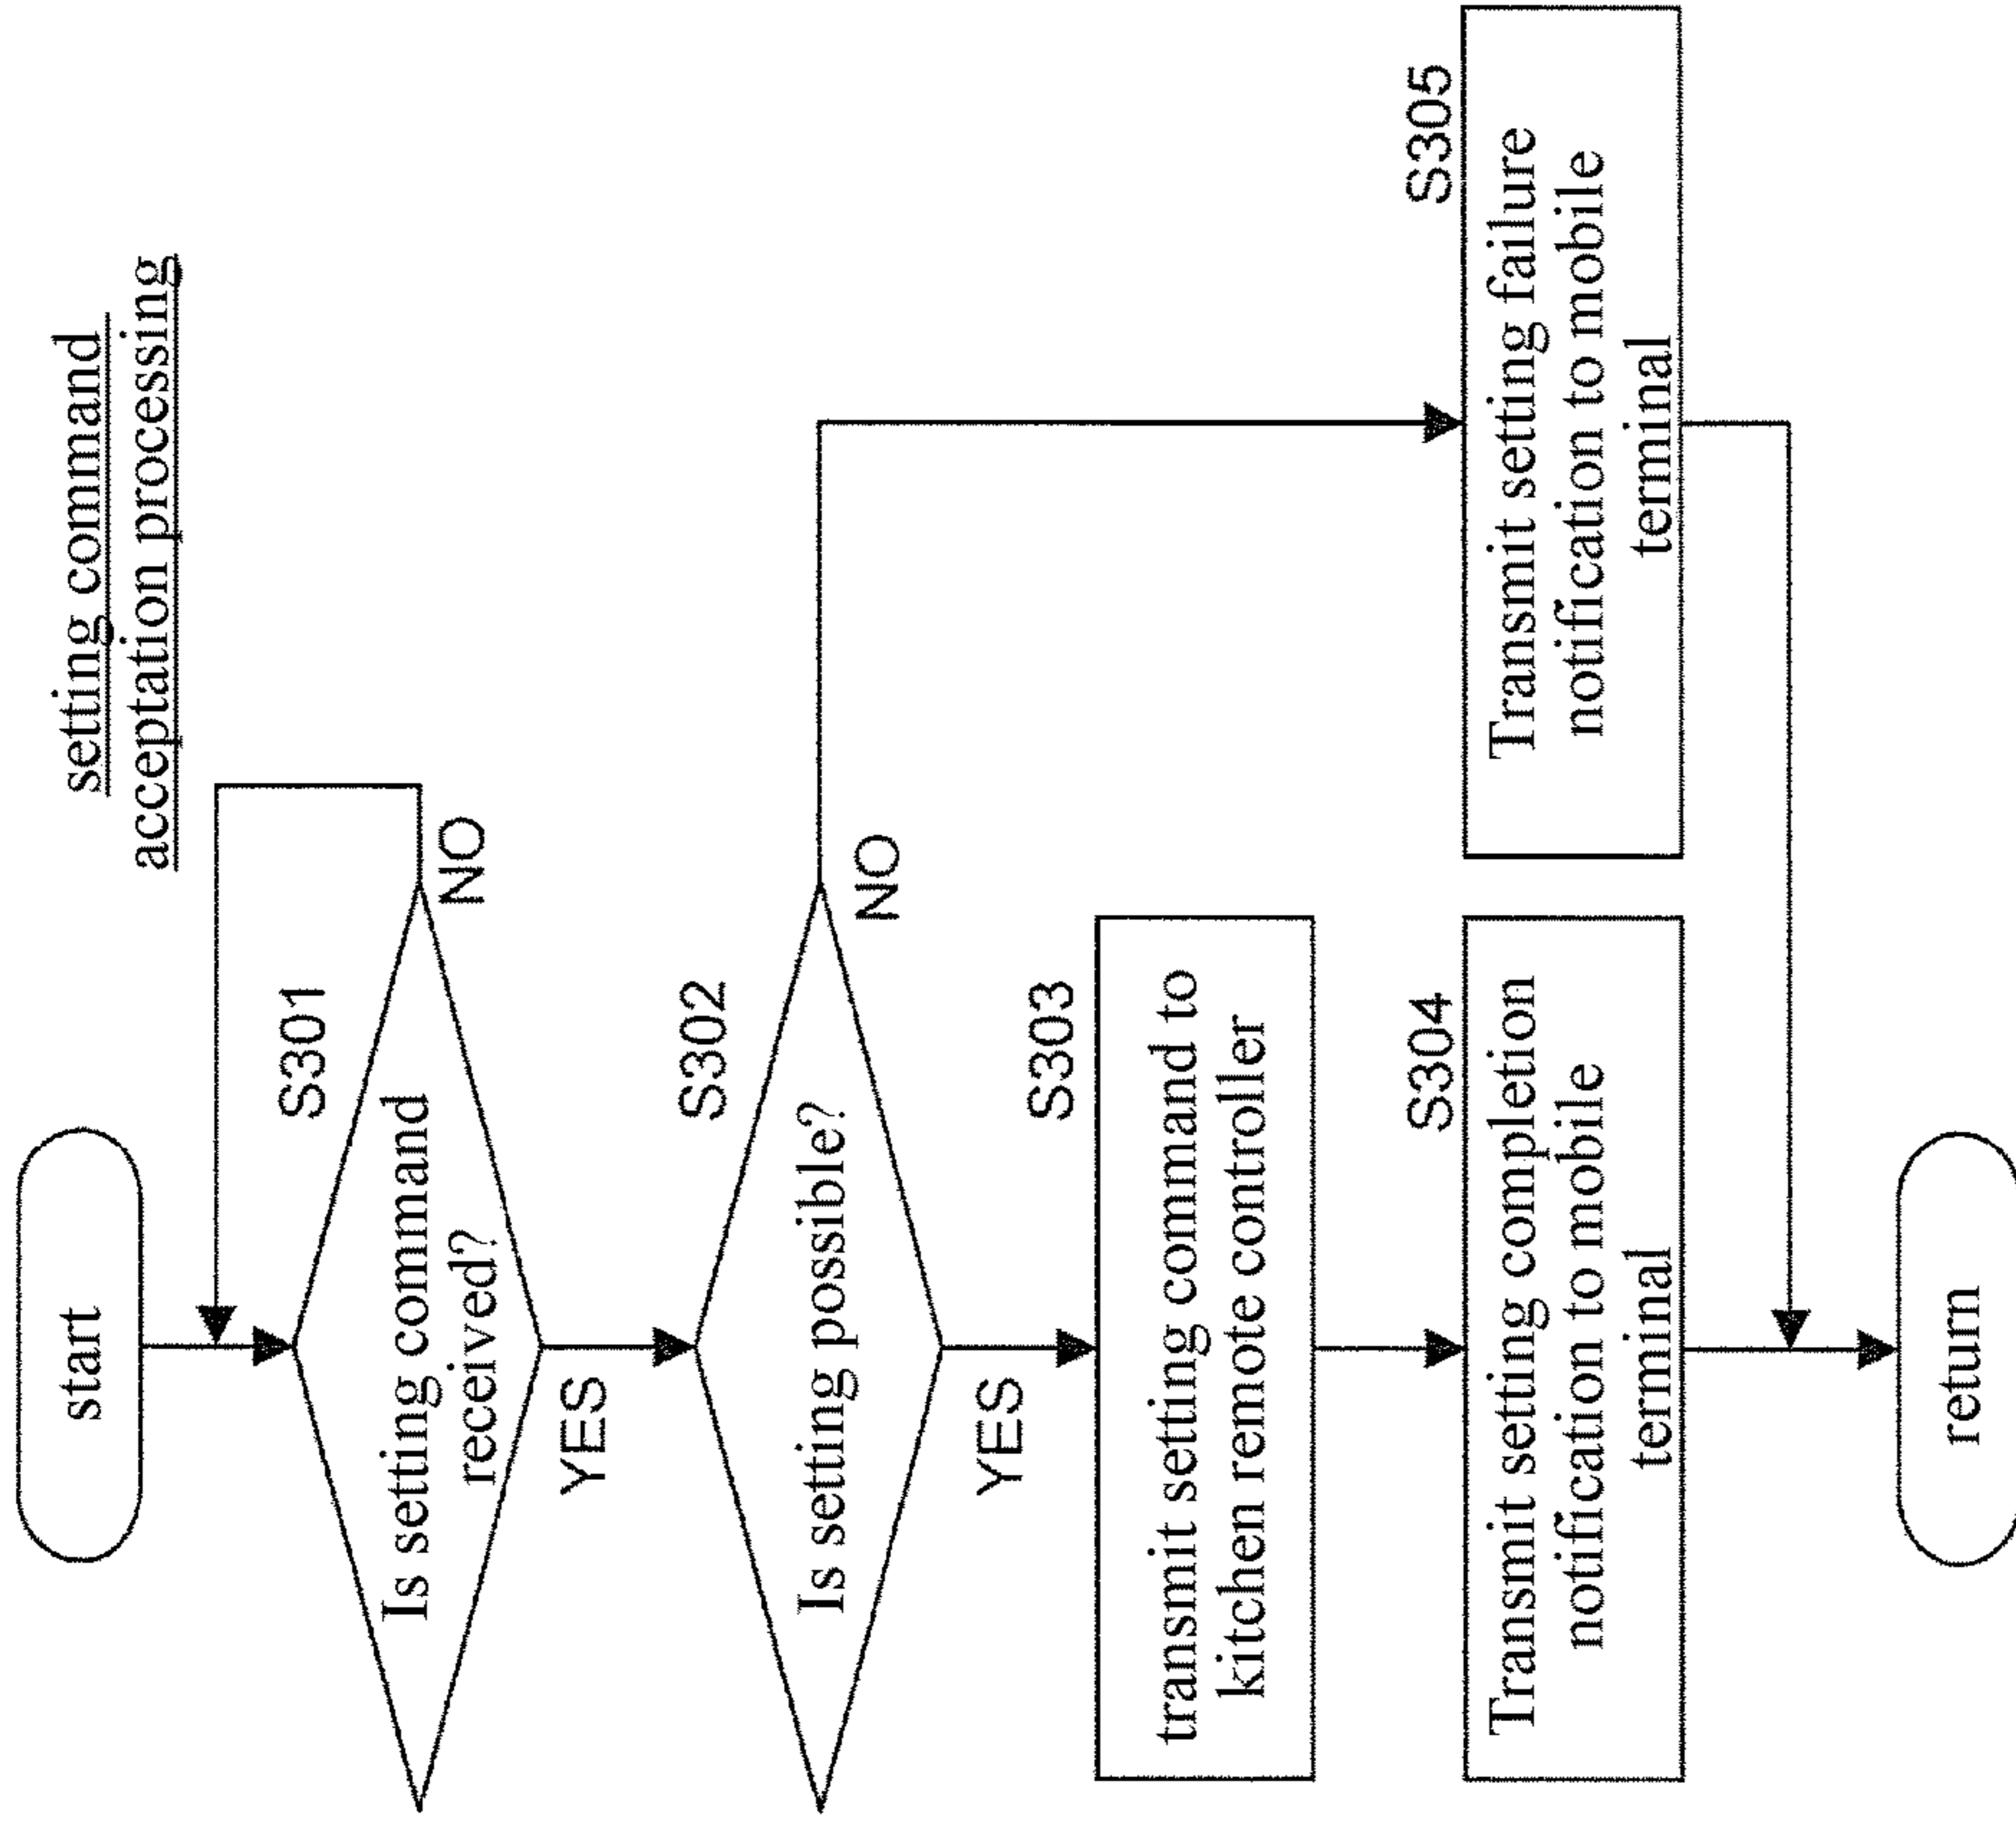 setting command
acceptation processing
start
S301
Is setting command
received?
NO
YES
S302
Is setting possible?
NO
YES
S303
transmit setting command to
kitchen remote controller
S304
Transmit setting completion
notification to mobile
terminal
S305
Transmit setting failure
notification to mobile
terminal
return